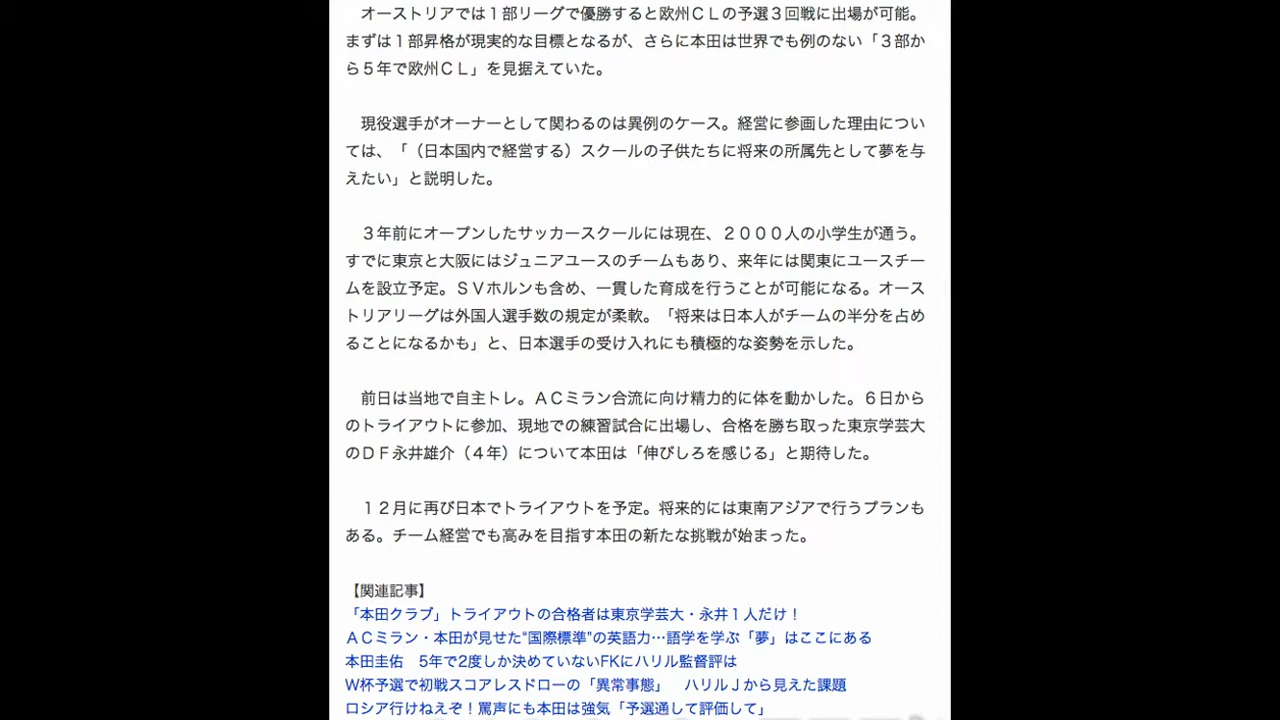 オーストリアでは１部リーグで優勝すると欧州ＣＬの予選３回戦に出場が可能。
まずは１部昇格が現実的な目標となるが、さらに本田は世界でも例のない「３部か
ら５年で欧州ＣＬ」を見据えていた。
　現役選手がオーナーとして関わるのは異例のケース。経営に参画した理由につい
ては、「（日本国内で経営する）スクールの子供たちに将来の所属先として夢を与
えたい」と説明した。
　３年前にオープンしたサッカースクールには現在、２０００人の小学生が通う。
すでに東京と大阪にはジュニアユースのチームもあり、来年には関東にユースチー
ムを設立予定。ＳＶホルンも含め、一貫した育成を行うことが可能になる。オース
トリアリーグは外国人選手数の規定が柔軟。「将来は日本人がチームの半分を占め
ることになるかも」と、日本選手の受け入れにも積極的な姿勢を示した。
　前日は当地で自主トレ。ＡＣミラン合流に向け精力的に体を動かした。６日から
のトライアウトに参加、現地での練習試合に出場し、合格を勝ち取った東京学芸大
のＤＦ永井雄介（４年）について本田は「伸びしろを感じる」と期待した。
　１２月に再び日本でトライアウトを予定。将来的には東南アジアで行うプランも
ある。チーム経営でも高みを目指す本田の新たな挑戦が始まった。
【関連記事】
「本田クラブ」トライアウトの合格者は東京学芸大・永井１人だけ！
ＡＣミラン・本田が見せた“国際標準”の英語力…語学を学ぶ「夢」はここにある
本田圭佑　5年で2度しか決めていないFKにハリル監督評は
Ｗ杯予選で初戦スコアレスドローの「異常事態」　ハリルＪから見えた課題
ロシア行けねえぞ！罵声にも本田は強気「予選通して評価して」